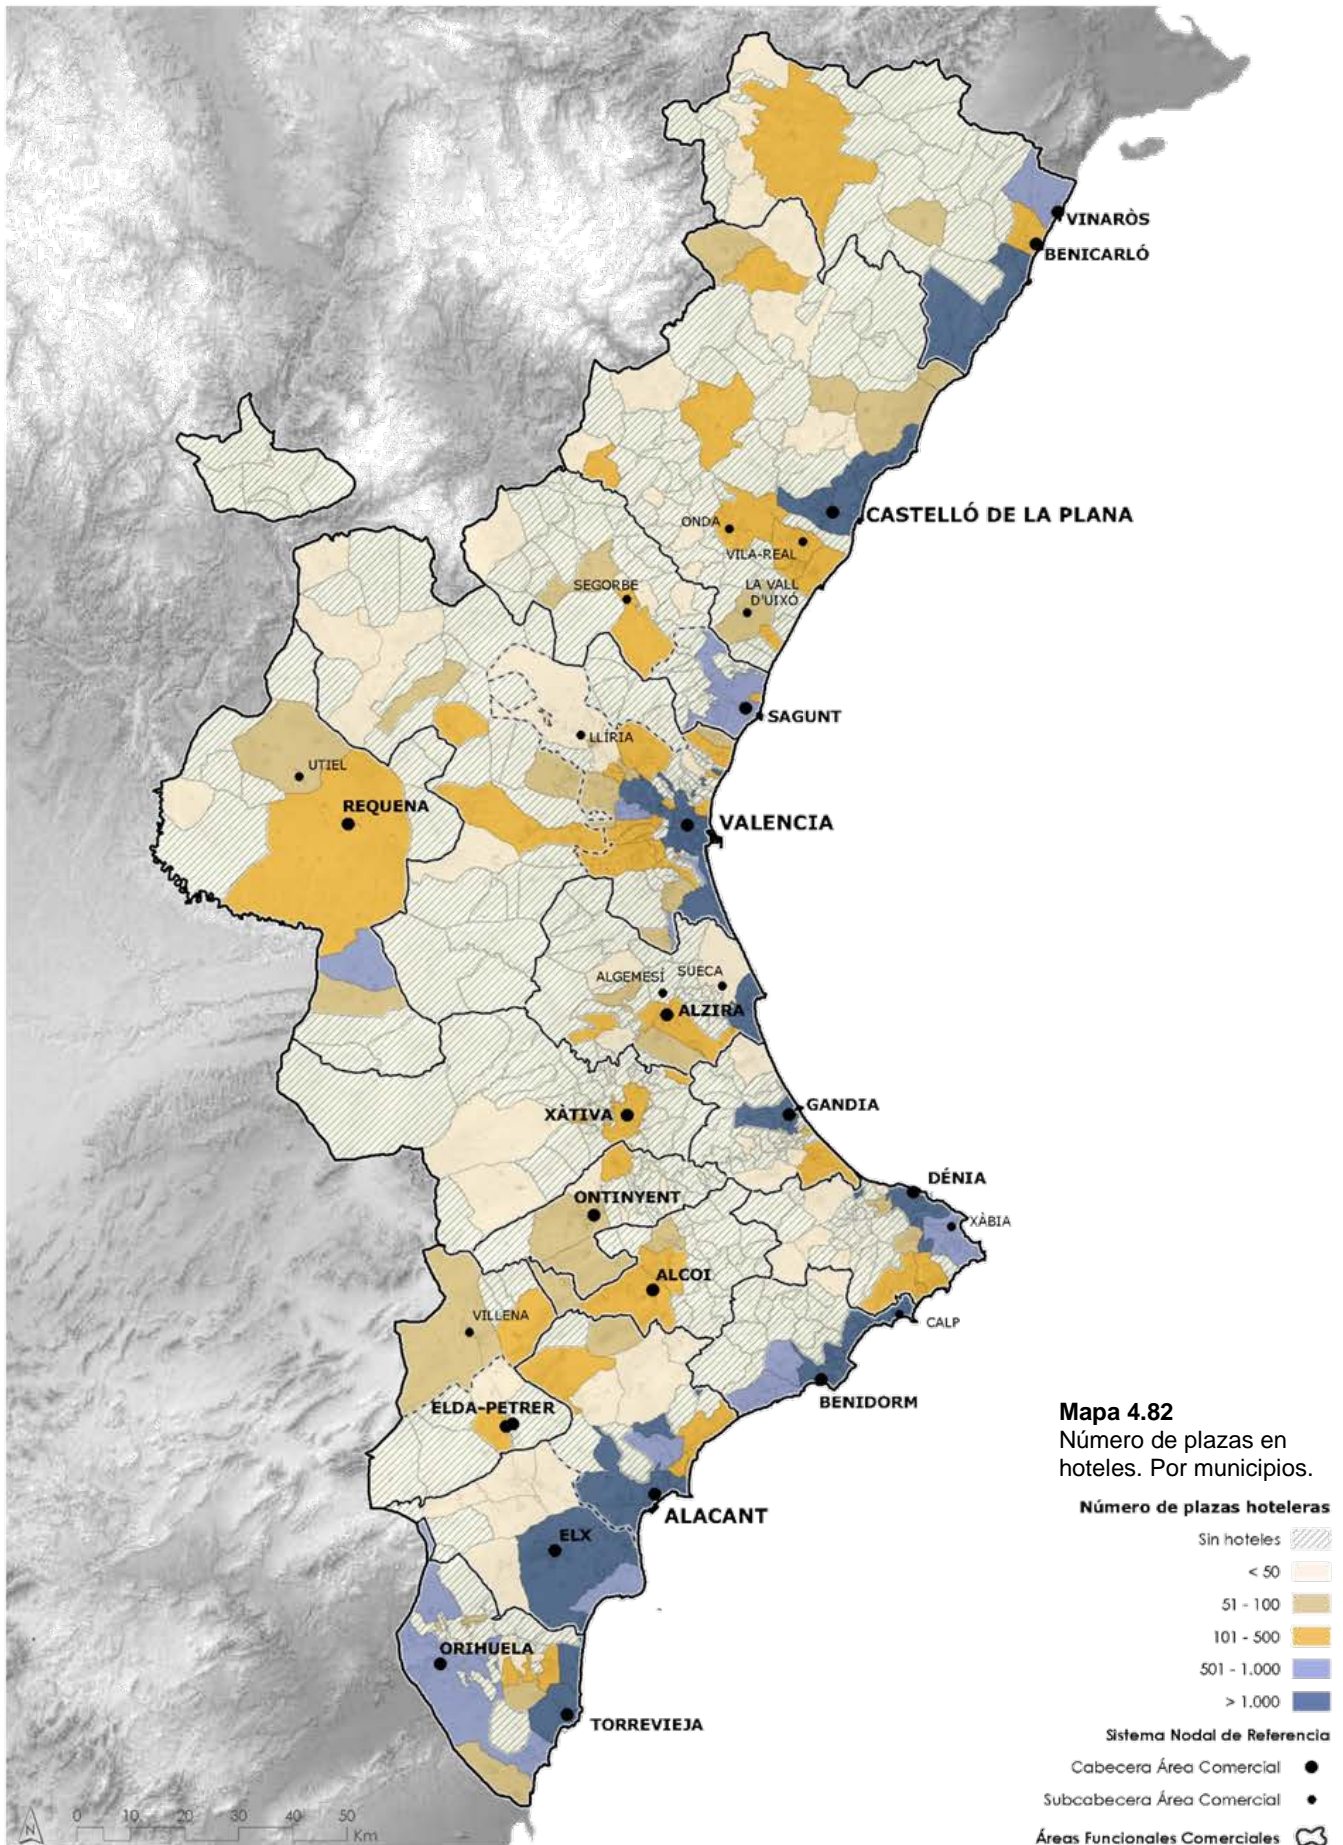 VINARÒS
BENICARLÓ
CASTELLÓ DE LA PLANA
ONDA
VILA-REAL
SEGORBE
LA VALL
D'UIXÓ
SAGUNT
LLÍRIA
UTIEL
REQUENA
VALENCIA
ALGEMESÍ
SUECA
ALZIRA
XÀTIVA
GANDIA
DÉNIA
ONTINYENT
XÀBIA
ALCOI
VILLENA
CALP
BENIDORM
ELDA-PETRER
Mapa 4.82
Número de plazas en
hoteles. Por municipios.
Número de plazas hoteleras
Sin hoteles
< 50
51 - 100
101 - 500
501 - 1.000
> 1.000
Sistema Nodal de Referencia
Cabecera Área Comercial
Subcabecera Área Comercial
Áreas Funcionales Comerciales
ALACANT
ELX
ORIHUELA
TORREVIEJA
N
0 10 20 30 40 50
Km